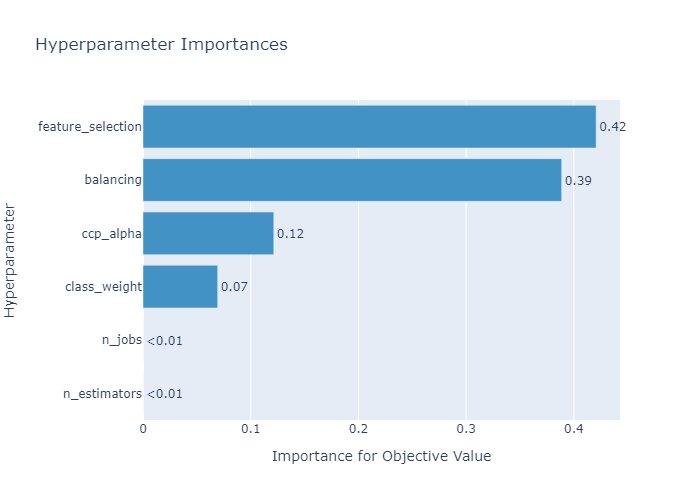 Hyperparameter Importances
Hyperparameter
feature_selection 0.42
balancing 0.39
ccp_alpha 0.12
class_weight 0.07
n_jobs <0.01
n_estimators <0.01
0 0.1 0.2 0.3 0.4
Importance for Objective Value